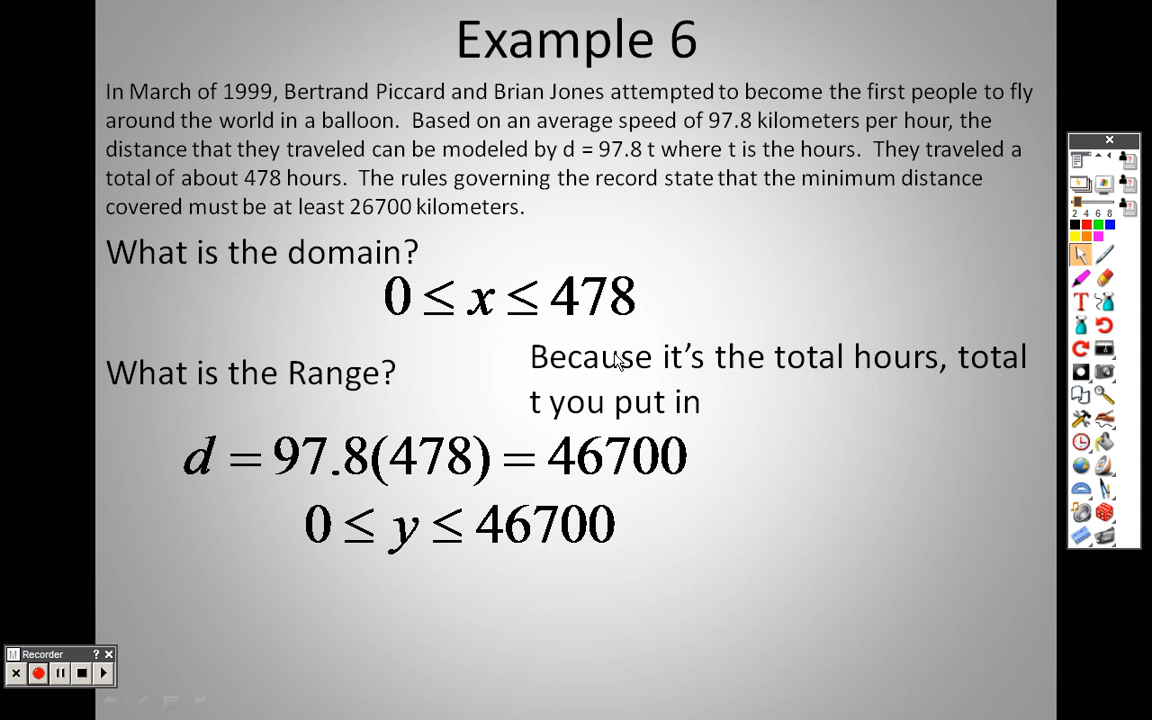 Example 6
In March of 1999, Bertrand Piccard and Brian Jones attempted to become the first people to fly
around the world in a balloon. Based on an average speed of 97.8 kilometers per hour, the
distance that they traveled can be modeled by d = 97.8 t where t is the hours. They traveled a
total of about 478 hours. The rules governing the record state that the minimum distance
covered must be at least 26700 kilometers.
What is the domain?
0 ≤ x ≤ 478
Because it's the total hours, total
t you put in
What is the Range?
d = 97.8(478) = 46700
0 ≤ y ≤ 46700
2 4 6 8
T
M Recorder ? ×